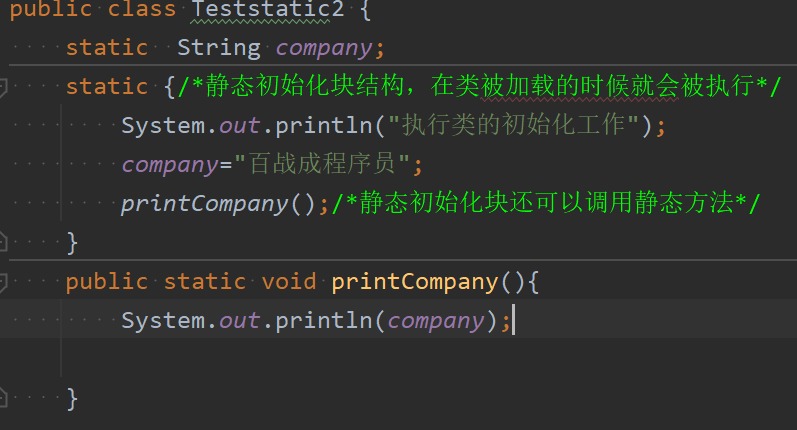 public class Teststatic2 {
static  String company;
static {/*静态初始化块结构，在类被加载的时候就会被执行*/
System.out.println("执行类的初始化工作");
company="百战成程序员";
printCompany();/*静态初始化块还可以调用静态方法*/
}
public static void printCompany(){
System.out.println(company);
}